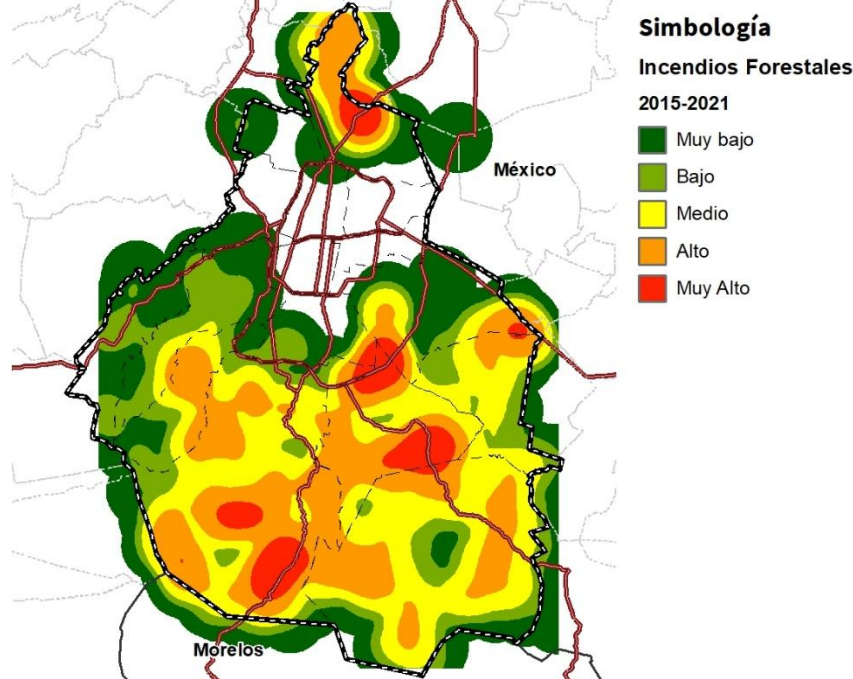 Simbología
Incendios Forestales
2015-2021
Muy bajo
Bajo
Medio
Alto
Muy Alto
México
Morelos